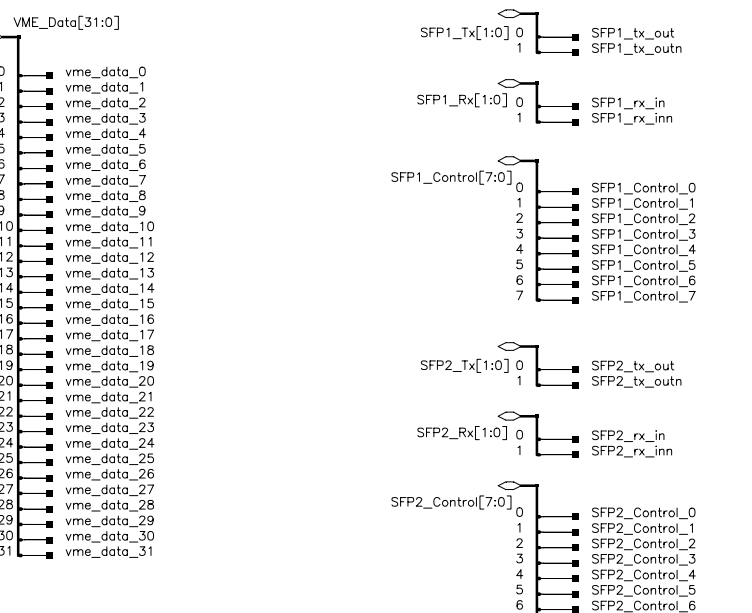 VME_Data[31:0]
0 vme_data_0
1 vme_data_1
2 vme_data_2
3 vme_data_3
4 vme_data_4
5 vme_data_5
6 vme_data_6
7 vme_data_7
8 vme_data_8
9 vme_data_9
10 vme_data_10
11 vme_data_11
12 vme_data_12
13 vme_data_13
14 vme_data_14
15 vme_data_15
16 vme_data_16
17 vme_data_17
18 vme_data_18
19 vme_data_19
20 vme_data_20
21 vme_data_21
22 vme_data_22
23 vme_data_23
24 vme_data_24
25 vme_data_25
26 vme_data_26
27 vme_data_27
28 vme_data_28
29 vme_data_29
30 vme_data_30
31 vme_data_31
SFP1_Tx[1:0] 0 SFP1_tx_out
1 SFP1_tx_outn
SFP1_Rx[1:0] 0 SFP1_rx_in
1 SFP1_rx_inn
SFP1_Control[7:0]
0 SFP1_Control_0
1 SFP1_Control_1
2 SFP1_Control_2
3 SFP1_Control_3
4 SFP1_Control_4
5 SFP1_Control_5
6 SFP1_Control_6
7 SFP1_Control_7
SFP2_Tx[1:0] 0 SFP2_tx_out
1 SFP2_tx_outn
SFP2_Rx[1:0] 0 SFP2_rx_in
1 SFP2_rx_inn
SFP2_Control[7:0]
0 SFP2_Control_0
1 SFP2_Control_1
2 SFP2_Control_2
3 SFP2_Control_3
4 SFP2_Control_4
5 SFP2_Control_5
6 SFP2_Control_6